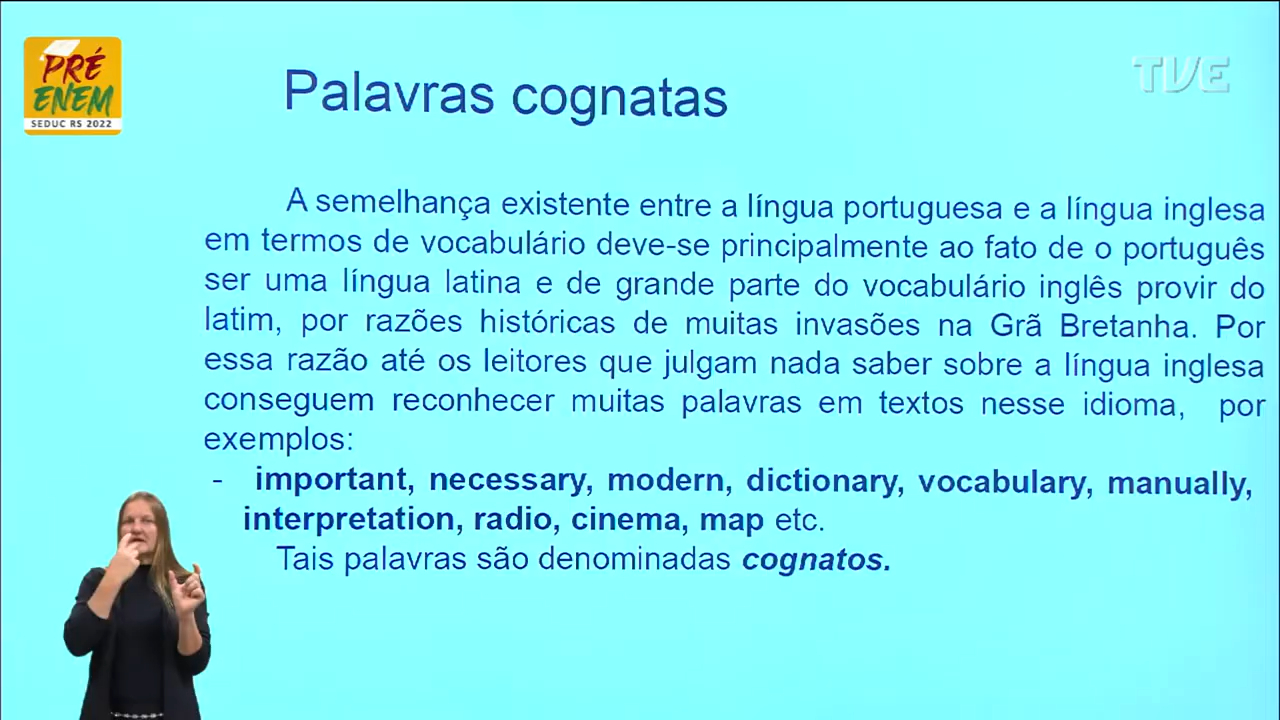 PRÉ
ENEM
SEDUC RS 2022
TVE
Palavras cognatas
A semelhança existente entre a língua portuguesa e a língua inglesa
em termos de vocabulário deve-se principalmente ao fato de o português
ser uma língua latina e de grande parte do vocabulário inglês provir do
latim, por razões históricas de muitas invasões na Grã Bretanha. Por
essa razão até os leitores que julgam nada saber sobre a língua inglesa
conseguem reconhecer muitas palavras em textos nesse idioma, por
exemplos:
- important, necessary, modern, dictionary, vocabulary, manually,
interpretation, radio, cinema, map etc.
Tais palavras são denominadas cognatos.